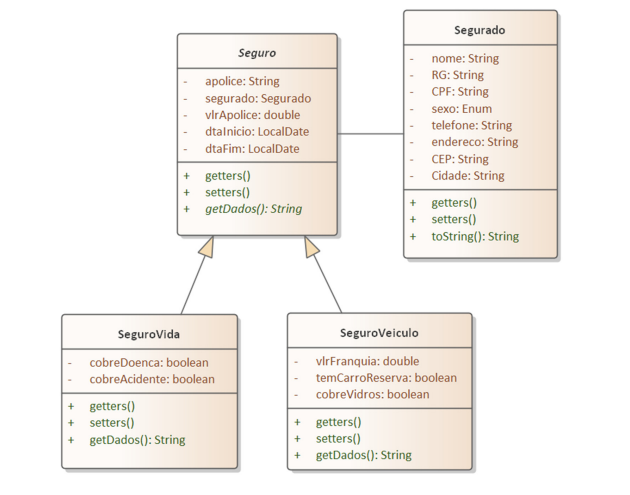 Seguro
- apolice: String
- segurado: Segurado
- vlrApolice: double
- dtaInicio: LocalDate
- dtaFim: LocalDate
+ getters()
+ setters()
+ getDados(): String
Segurado
- nome: String
- RG: String
- CPF: String
- sexo: Enum
- telefone: String
- endereco: String
- CEP: String
- Cidade: String
+ getters()
+ setters()
+ toString(): String
SeguroVida
- cobreDoenca: boolean
- cobreAcidente: boolean
+ getters()
+ setters()
+ getDados(): String
SeguroVeiculo
- vlrFranquia: double
- temCarroReserva: boolean
- cobreVidros: boolean
+ getters()
+ setters()
+ getDados(): String